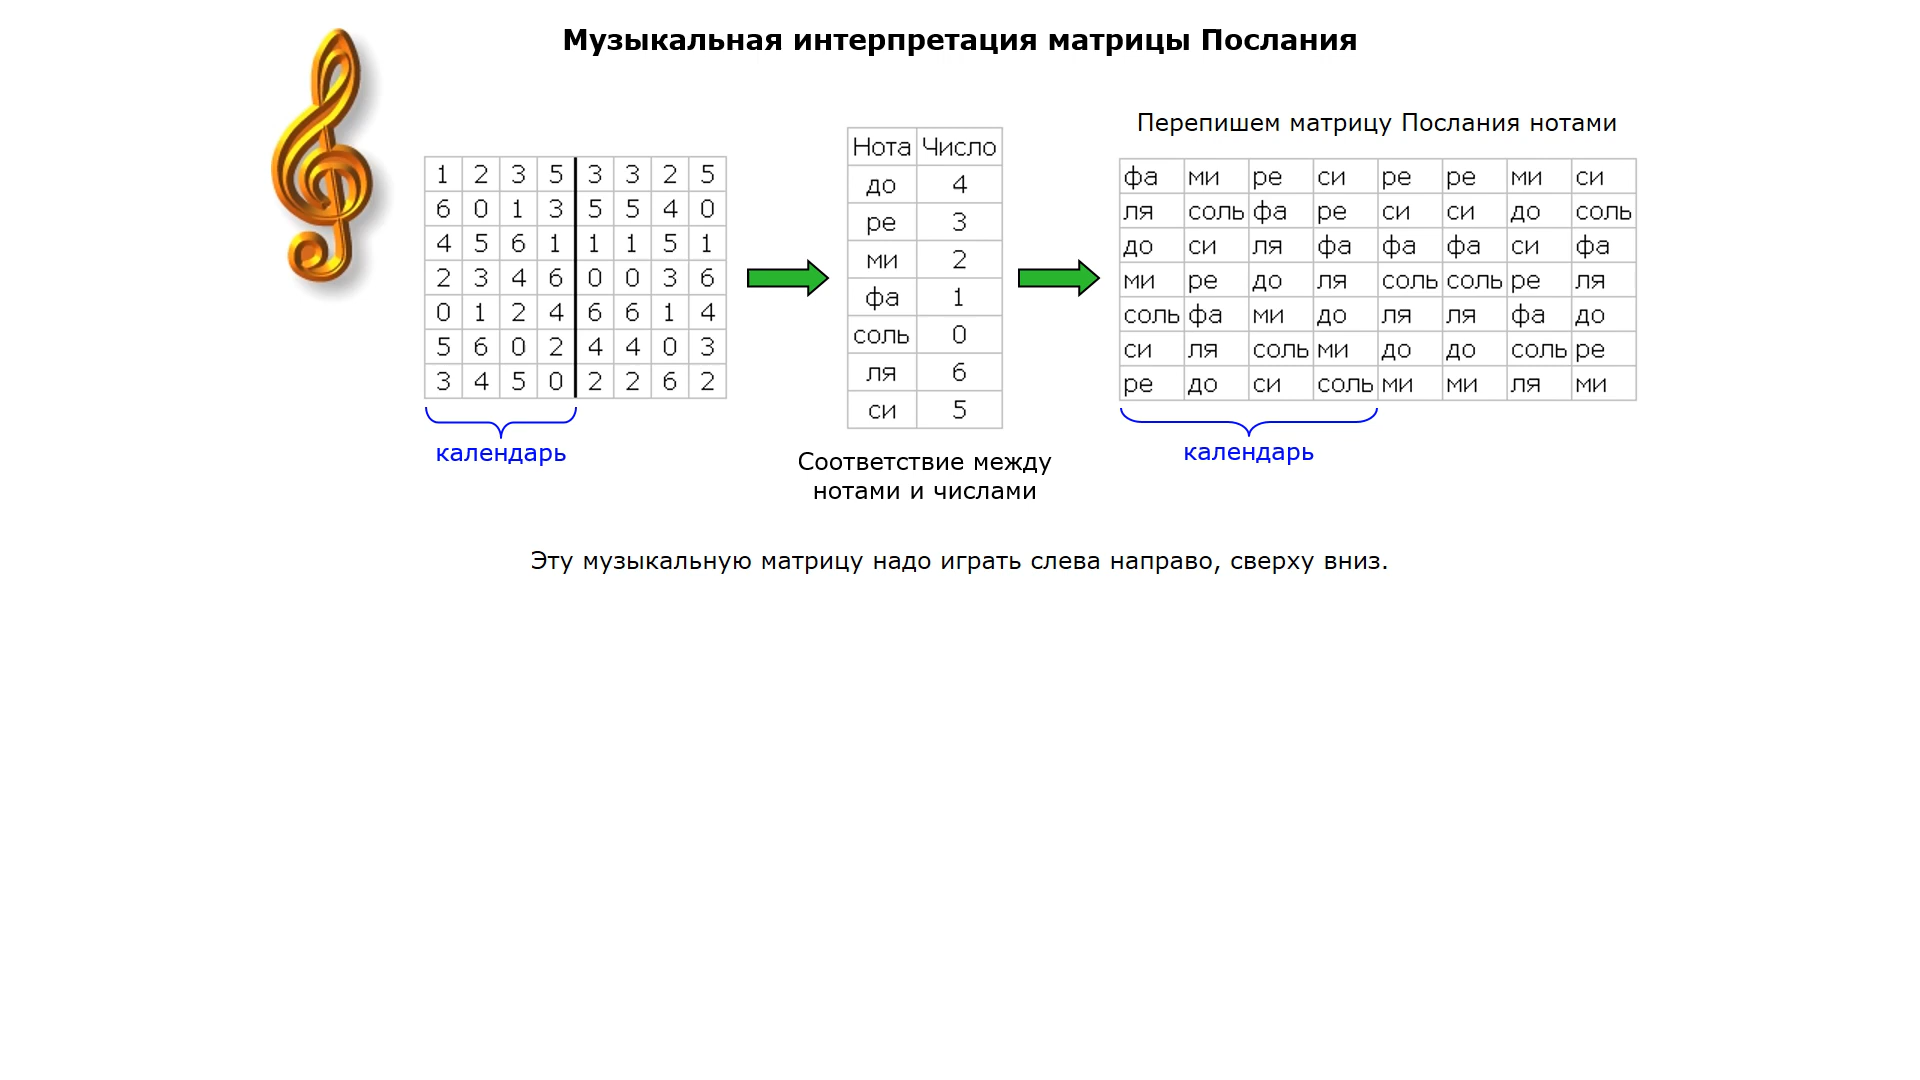 Музыкальная интерпретация матрицы Послания
1 2 3 5 3 3 2 5
6 0 1 3 5 5 4 0
4 5 6 1 1 1 5 1
2 3 4 6 0 0 3 6
0 1 2 4 6 6 1 4
5 6 0 2 4 4 0 3
3 4 5 0 2 2 6 2
календарь
Нота Число
до 4
ре 3
ми 2
фа 1
соль 0
ля 6
си 5
Соответствие между
нотами и числами
Перепишем матрицу Послания нотами
фа ми ре си ре ре ми си
ля соль фа ре си си до соль
до си ля фа фа фа си фа
ми ре до ля соль соль ре ля
соль фа ми до ля ля фа до
си ля соль ми до до соль ре
ре до си соль ми ми ля ми
календарь
Эту музыкальную матрицу надо играть слева направо, сверху вниз.